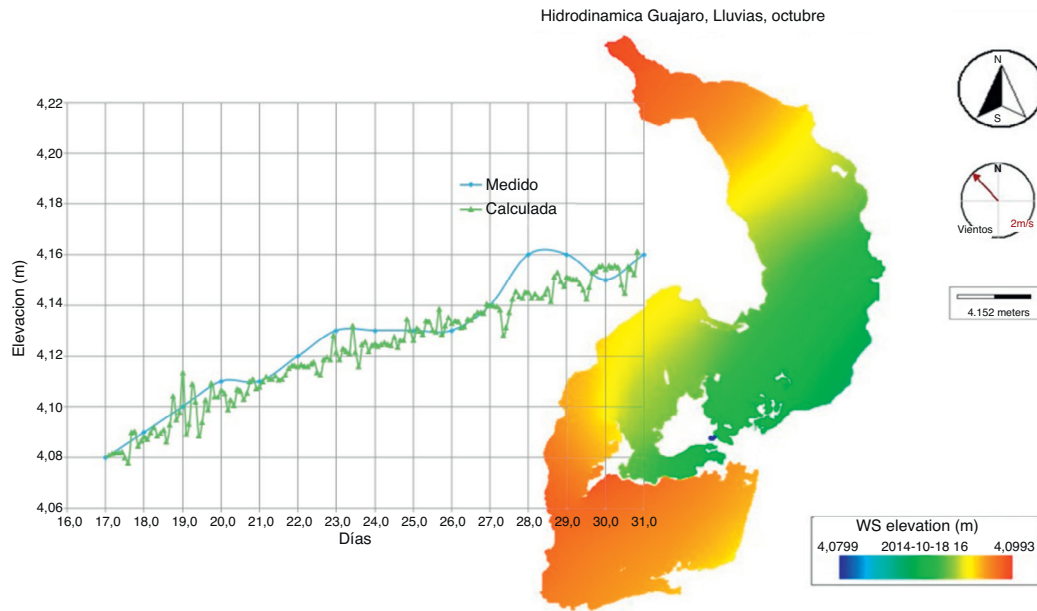 Hidrodinamica Guajaro, Lluvias, octubre
N
S
N
Vientos
2m/s
4.152 meters
Elevacion (m)
4,22
4,20
4,18
4,16
4,14
4,12
4,10
4,08
4,06
Medido
Calculada
16,0 17,0 18,0 19,0 20,0 21,0 22,0 23,0 24,0 25,0 26,0 27,0 28,0 29,0 30,0 31,0
Días
WS elevation (m)
4,0799 2014-10-18 16 4,0993